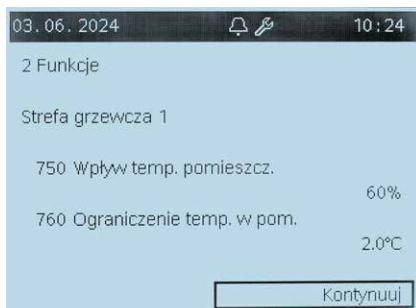 03.06.2024 10:24
2 Funkcje
Strefa grzewcza 1
750 Wpływ temp. pomieszcz.
60%
760 Ograniczenie temp. w pom.
2.0°C
Kontynuuj